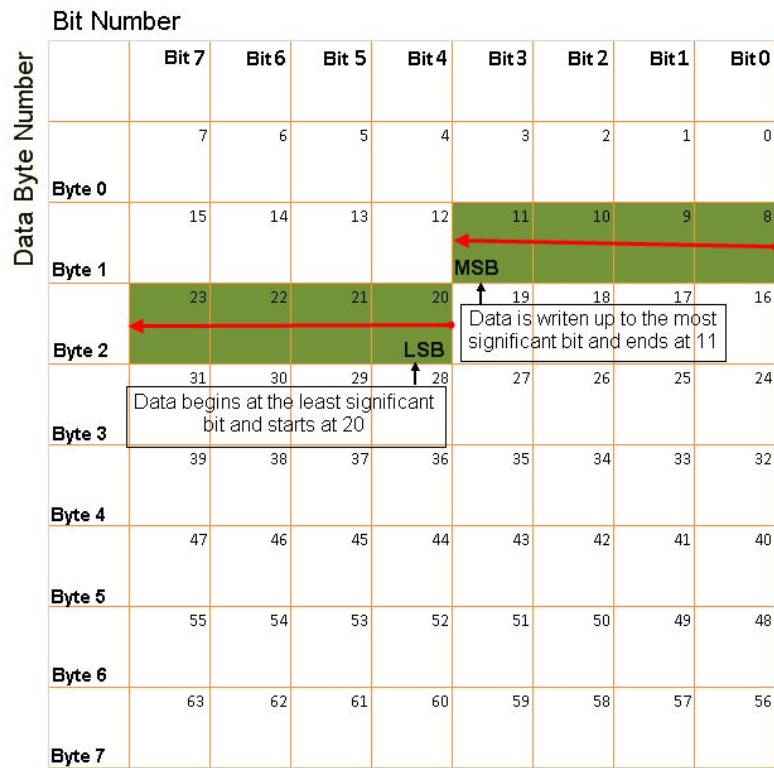 Bit Number
Data Byte Number
Bit 7 Bit 6 Bit 5 Bit 4 Bit 3 Bit 2 Bit 1 Bit 0
7 6 5 4 3 2 1 0
Byte 0
15 14 13 12 11 10 9 8
Byte 1
MSB
23 22 21 20 19 18 17 16
Byte 2
LSB
Data is writen up to the most
significant bit and ends at 11
31 30 29 28 27 26 25 24
Data begins at the least significant
bit and starts at 20
Byte 3
39 38 37 36 35 34 33 32
Byte 4
47 46 45 44 43 42 41 40
Byte 5
55 54 53 52 51 50 49 48
Byte 6
63 62 61 60 59 58 57 56
Byte 7